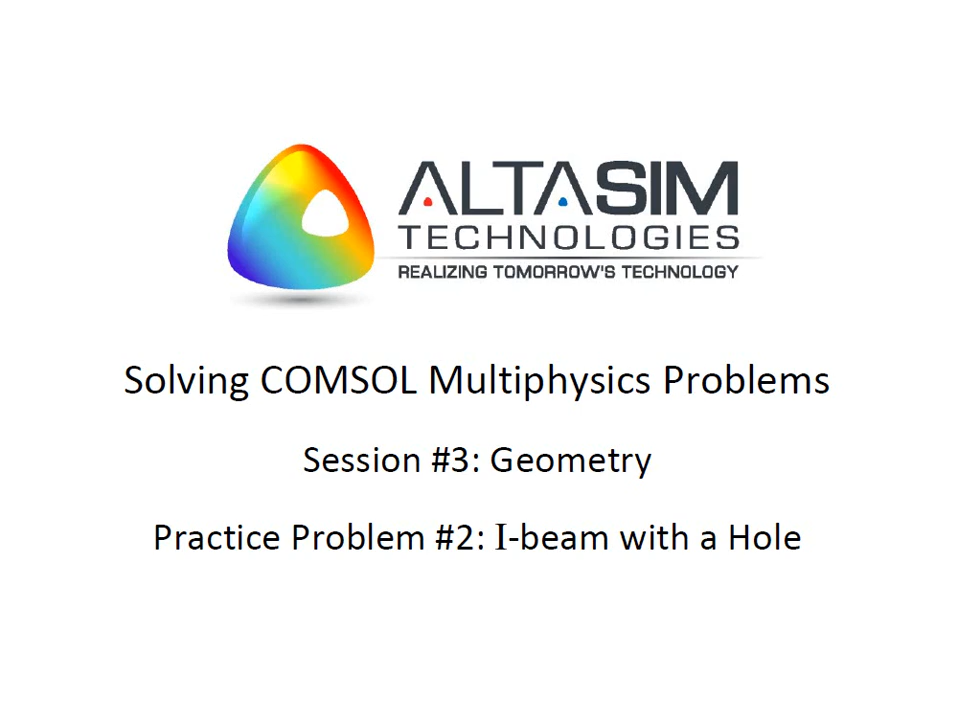 ALTASIM
TECHNOLOGIES
REALIZING TOMORROW'S TECHNOLOGY
Solving COMSOL Multiphysics Problems
Session #3: Geometry
Practice Problem #2: I-beam with a Hole